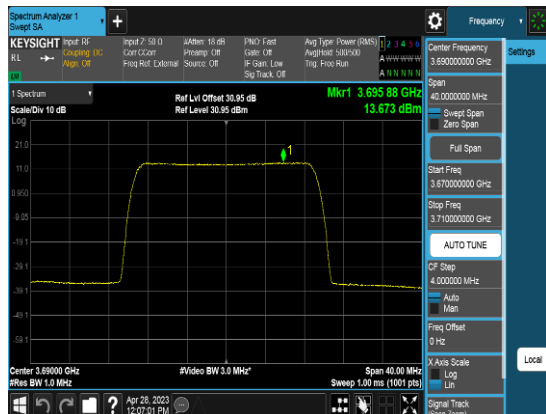 Spectrum Analyzer 1
Swept SA
Frequency
KEYSIGHT
RL
Input: RF
Coupling: DC
Align: Off
Input Z: 50 Ω
Corr CCorr
Freq Ref: External
#Atten: 18 dB
Preamp: Off
Source: Off
PNO: Fast
Gate: Off
IF Gain: Low
Sig Track: Off
Avg Type: Power (RMS)
Avg|Hold: 500/500
Trig: Free Run
1 2 3 4 5 6
A W W W W W
A N N N N N
1 Spectrum
Scale/Div 10 dB
Log
Ref Lvl Offset 30.95 dB
Ref Level 30.95 dBm
Mkr1 3.695 88 GHz
13.673 dBm
21.0
11.0
0.950
-9.05
-19.1
-29.1
-39.1
-49.1
-59.1
1
Center 3.69000 GHz
#Res BW 1.0 MHz
#Video BW 3.0 MHz*
Span 40.00 MHz
Sweep 1.00 ms (1001 pts)
Apr 28, 2023
12:07:01 PM
Center Frequency
3.690000000 GHz
Span
40.0000000 MHz
Swept Span
Zero Span
Full Span
Start Freq
3.670000000 GHz
Stop Freq
3.710000000 GHz
AUTO TUNE
CF Step
4.000000 MHz
Auto
Man
Freq Offset
0 Hz
X Axis Scale
Log
Lin
Signal Track
(Span Zoom)
Settings
Local